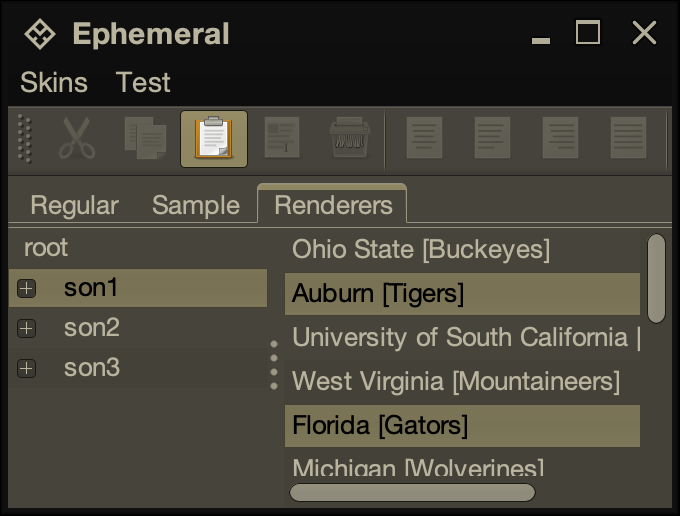 Ephemeral
Skins Test
Regular Sample Renderers
root
son1
son2
son3
Ohio State [Buckeyes]
Auburn [Tigers]
University of South California [
West Virginia [Mountaineers]
Florida [Gators]
Michigan [Wolverines]